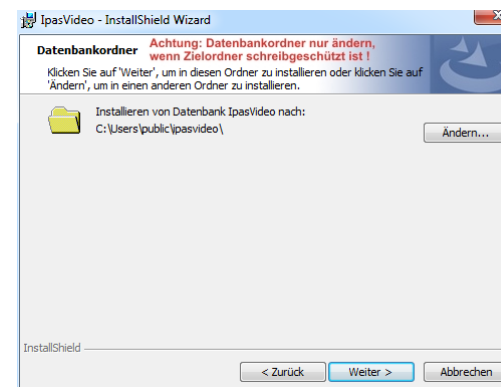 IpasVideo - InstallShield Wizard
Datenbankordner
Achtung: Datenbankordner nur ändern,
wenn Zielordner schreibgeschützt ist !
Klicken Sie auf 'Weiter', um in diesen Ordner zu installieren oder klicken Sie auf
'Ändern', um in einen anderen Ordner zu installieren.
Installieren von Datenbank IpasVideo nach:
C:\Users\public\ipasvideo\
Ändern...
InstallShield
< Zurück
Weiter >
Abbrechen